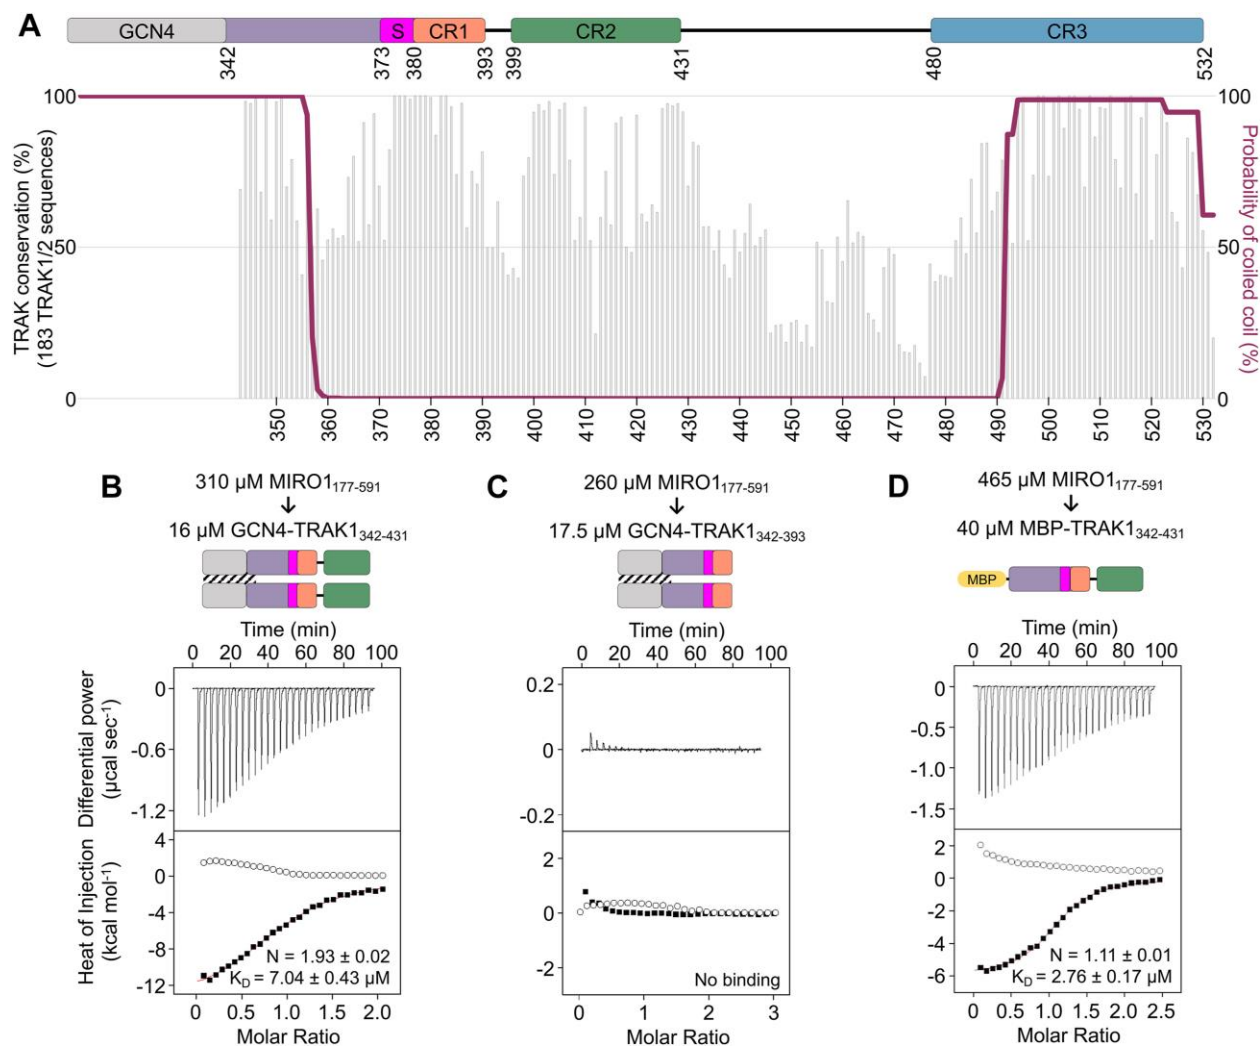 A
GCN4
S
CR1
CR2
CR3
342
373
380
393
399
431
480
532
TRAK conservation (%)
(183 TRAK1/2 sequences)
100
50
0
100
50
0
Probability of coiled coil (%)
350
360
370
380
390
400
410
420
430
440
450
460
470
480
490
500
510
520
530
B
310 µM MIRO1177-591
↓
16 µM GCN4-TRAK1342-431
Time (min)
0 20 40 60 80 100
Differential power
(µcal sec-1)
0
-0.6
-1.2
Heat of Injection
(kcal mol-1)
4
0
-4
-8
-12
N = 1.93 ± 0.02
KD = 7.04 ± 0.43 µM
0 0.5 1.0 1.5 2.0
Molar Ratio
C
260 µM MIRO1177-591
↓
17.5 µM GCN4-TRAK1342-393
Time (min)
0 20 40 60 80 100
0.2
0
-0.2
2
0
-2
No binding
0 1 2 3
Molar Ratio
D
465 µM MIRO1177-591
↓
40 µM MBP-TRAK1342-431
MBP
Time (min)
0 20 40 60 80 100
0
-0.5
-1.0
-1.5
2
0
-2
-4
-6
N = 1.11 ± 0.01
KD = 2.76 ± 0.17 µM
0 0.5 1.0 1.5 2.0 2.5
Molar Ratio